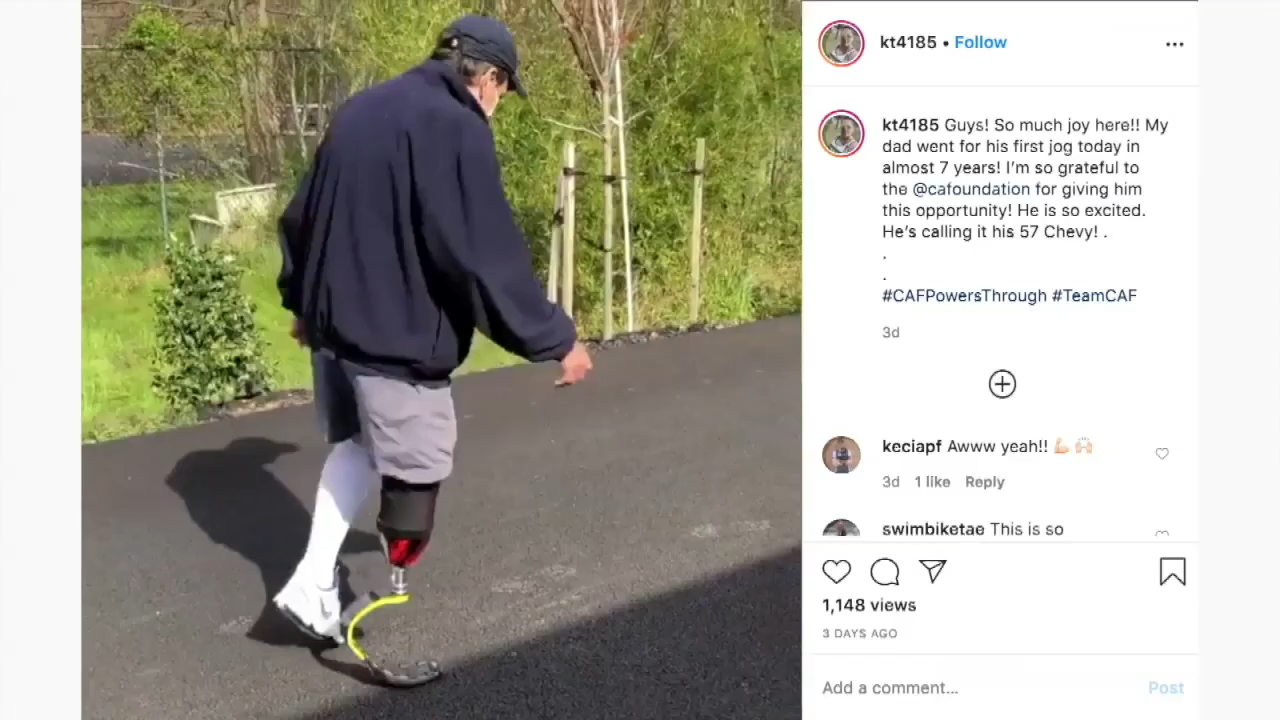 kt4185 • Follow
kt4185 Guys! So much joy here!! My
dad went for his first jog today in
almost 7 years! I’m so grateful to
the @cafoundation for giving him
this opportunity! He is so excited.
He’s calling it his 57 Chevy! .
.
.
#CAFPowersThrough #TeamCAF
3d
keciapf Awww yeah!! 💪🏻 🙌🏻
3d 1 like Reply
swimbiketae This is so
1,148 views
3 DAYS AGO
Add a comment... Post